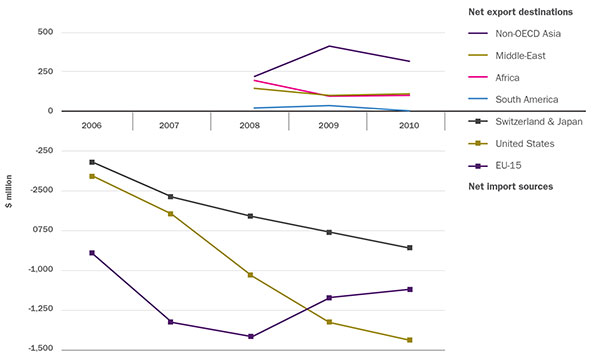 Net export destinations
Non-OECD Asia
Middle-East
Africa
South America
Switzerland & Japan
United States
EU-15
Net import sources
500
250
0
2006 2007 2008 2009 2010
-250
-2500
0750
-1,000
-1,250
-1,500
$ million